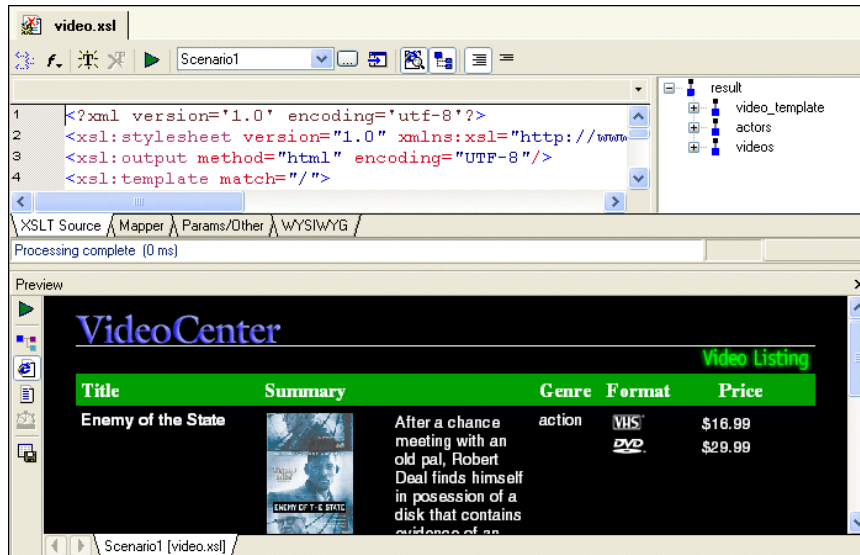 video.xsl
Scenario1
1 <?xml version='1.0' encoding='utf-8'?>
2 <xsl:stylesheet version="1.0" xmlns:xsl="http://www
3 <xsl:output method="html" encoding="UTF-8"/>
4 <xsl:template match="/">
result
video_template
actors
videos
XSLT Source Mapper Params/Other WYSIWYG
Processing complete (0 ms)
Preview
VideoCenter
Video Listing
Title Summary Genre Format Price
Enemy of the State
ENEMY OF THE STATE
After a chance
meeting with an
old pal, Robert
Deal finds himself
in posession of a
disk that contains
evidence of an
action
VHS $16.99
DVD $29.99
Scenario1 [video.xsl]